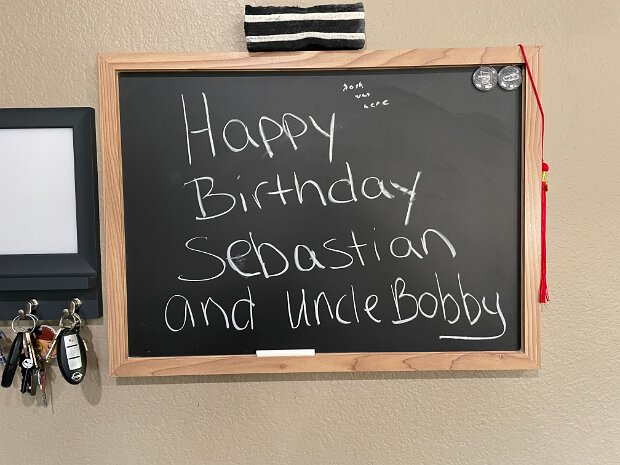 Happy
Birthday
Sebastian
and Uncle Bobby
was
here